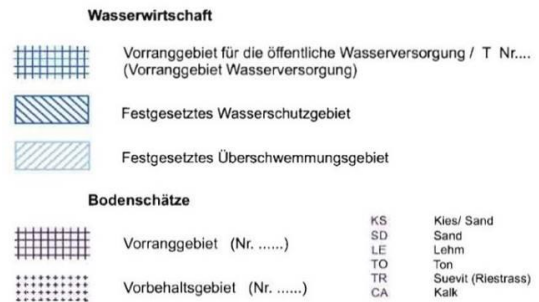 Wasserwirtschaft
Vorranggebiet für die öffentliche Wasserversorgung / T Nr....
(Vorranggebiet Wasserversorgung)
Festgesetztes Wasserschutzgebiet
Festgesetztes Überschwemmungsgebiet
Bodenschätze
Vorranggebiet (Nr. ......)
Vorbehaltsgebiet (Nr. ......)
KS Kies/ Sand
SD Sand
LE Lehm
TO Ton
TR Suevit (Riestrass)
CA Kalk